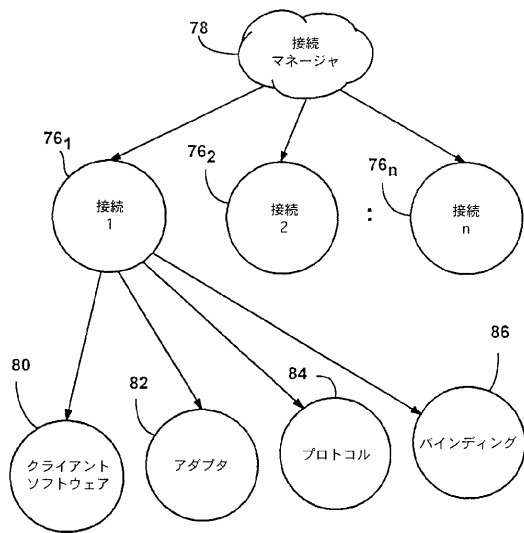 78
接続
マネージャ
76₁
76₂
76ₙ
接続
1
接続
2
:
接続
n
80
82
84
86
クライアント
ソフトウェア
アダプタ
プロトコル
バインディング